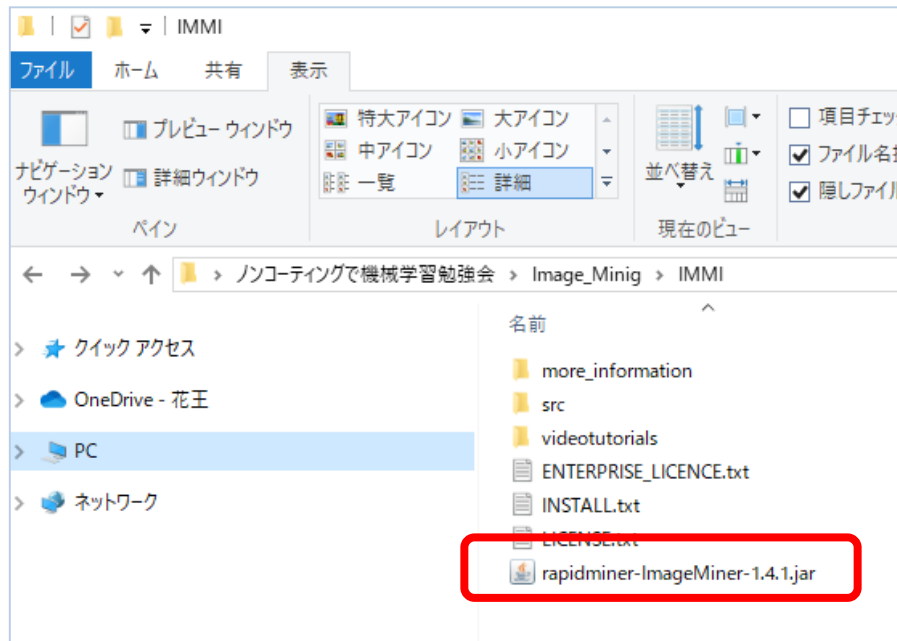 IMMI
ファイル ホーム 共有 表示
ナビゲーション
ウィンドウ
プレビュー ウィンドウ
詳細ウィンドウ
ペイン
特大アイコン 大アイコン
中アイコン 小アイコン
一覧 詳細
レイアウト
並べ替え
現在のビュー
項目チェッ
ファイル名
隠しファイル
ノンコーティングで機械学習勉強会 > Image_Minig > IMMI
クイック アクセス
OneDrive - 花王
PC
ネットワーク
名前
more_information
src
videotutorials
ENTERPRISE_LICENCE.txt
INSTALL.txt
LICENSE.txt
rapidminer-ImageMiner-1.4.1.jar